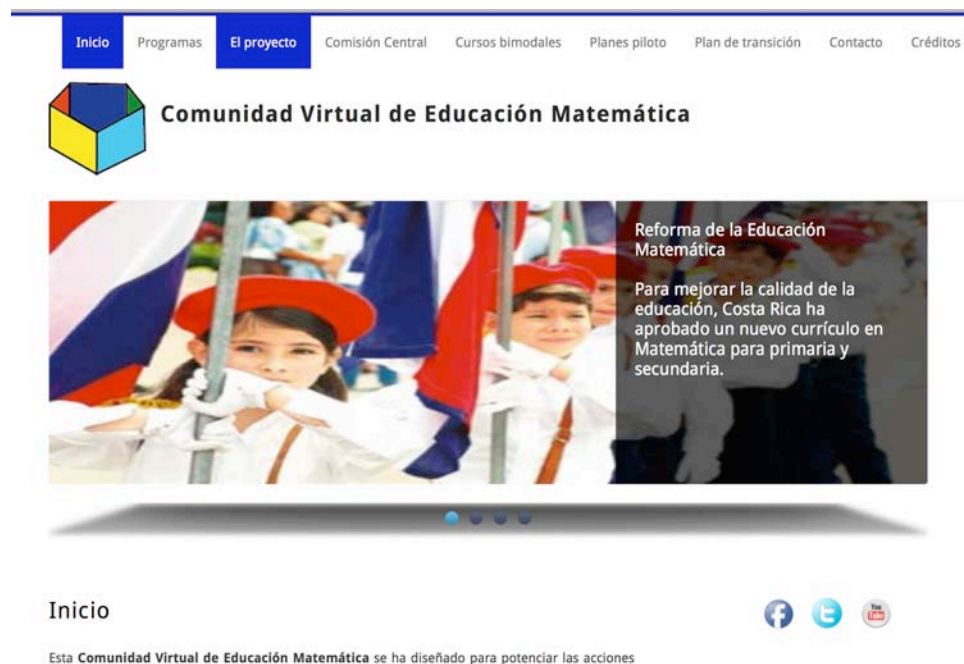 Inicio Programas El proyecto Comisión Central Cursos bimodales Planes piloto Plan de transición Contacto Créditos
Comunidad Virtual de Educación Matemática
Reforma de la Educación
Matemática
Para mejorar la calidad de la
educación, Costa Rica ha
aprobado un nuevo currículo en
Matemática para primaria y
secundaria.
Inicio
You Tube
Esta Comunidad Virtual de Educación Matemática se ha diseñado para potenciar las acciones